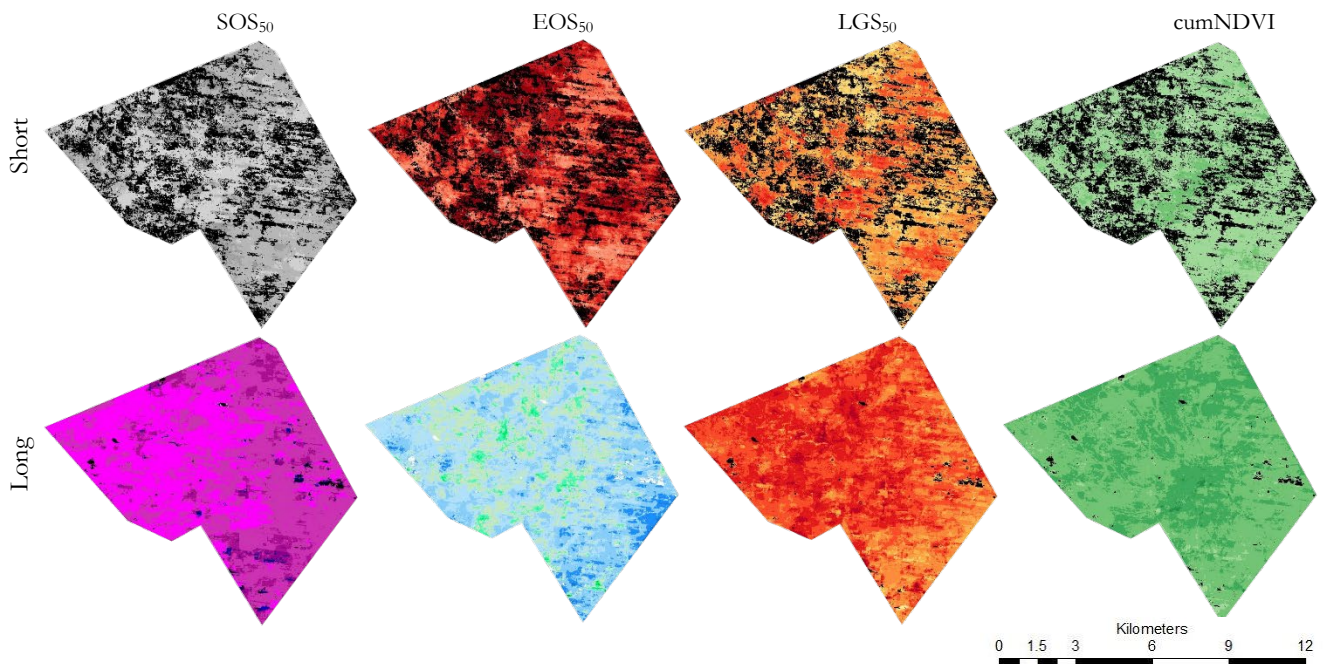 SOS₅₀ EOS₅₀ LGS₅₀ cumNDVI
Short
Long
Kilometers
0 1.5 3 6 9 12